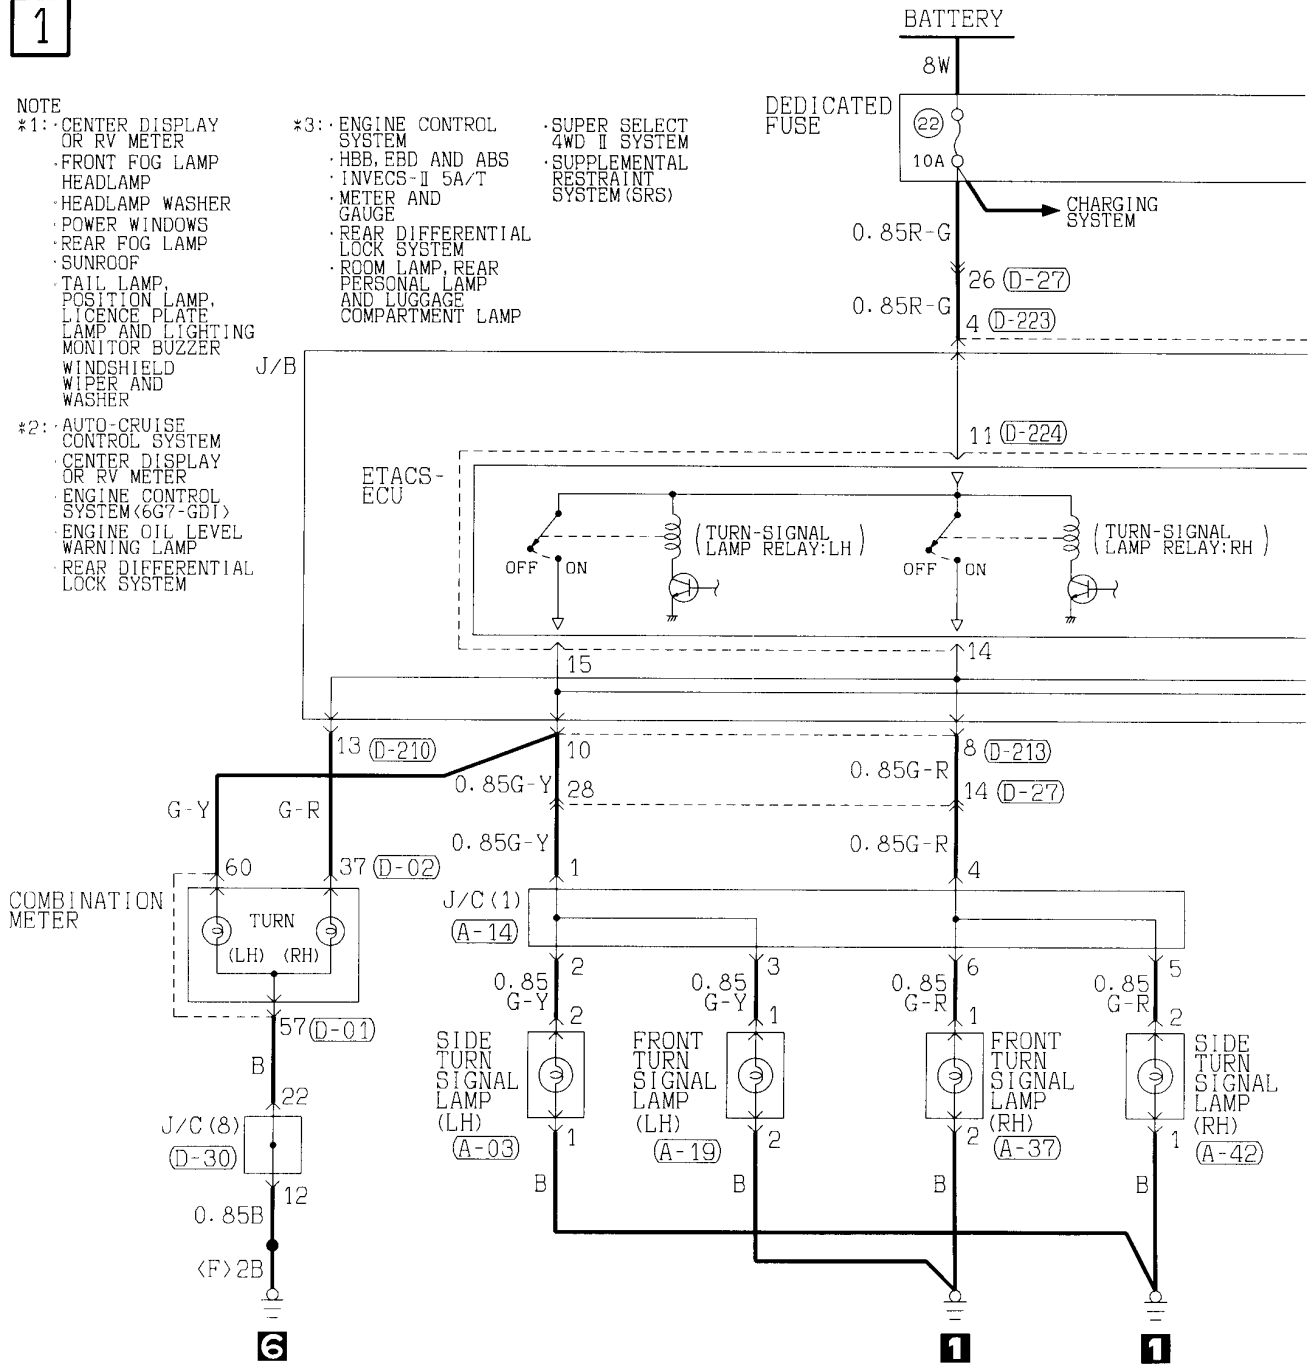 1
NOTE
*1:·CENTER DISPLAY
OR RV METER
·FRONT FOG LAMP
HEADLAMP
·HEADLAMP WASHER
·POWER WINDOWS
·REAR FOG LAMP
·SUNROOF
·TAIL LAMP,
POSITION LAMP,
LICENCE PLATE
LAMP AND LIGHTING
MONITOR BUZZER
WINDSHIELD
WIPER AND
WASHER
*2:·AUTO-CRUISE
CONTROL SYSTEM
·CENTER DISPLAY
OR RV METER
·ENGINE CONTROL
SYSTEM<6G7-GDI>
·ENGINE OIL LEVEL
WARNING LAMP
·REAR DIFFERENTIAL
LOCK SYSTEM
*3:·ENGINE CONTROL
SYSTEM
·HBB, EBD AND ABS
·INVECS-II 5A/T
·METER AND
GAUGE
·REAR DIFFERENTIAL
LOCK SYSTEM
·ROOM LAMP, REAR
PERSONAL LAMP
AND LUGGAGE
COMPARTMENT LAMP
·SUPER SELECT
4WD II SYSTEM
·SUPPLEMENTAL
RESTRAINT
SYSTEM(SRS)
BATTERY
8W
DEDICATED
FUSE
22
10A
CHARGING
SYSTEM
0.85R-G
26 (D-27)
0.85R-G
4 (D-223)
J/B
11 (D-224)
ETACS-
ECU
(TURN-SIGNAL
LAMP RELAY:LH)
OFF ON
(TURN-SIGNAL
LAMP RELAY:RH)
OFF ON
15
14
13 (D-210)
10
8 (D-213)
G-Y
G-R
0.85G-Y
28
0.85G-R
14 (D-27)
0.85G-Y
0.85G-R
60
37 (D-02)
1
4
COMBINATION
METER
TURN
(LH) (RH)
J/C(1)
(A-14)
57 (D-01)
2
3
6
5
0.85
G-Y
0.85
G-Y
0.85
G-R
0.85
G-R
2
1
1
2
SIDE
TURN
SIGNAL
LAMP
(LH)
(A-03)
FRONT
TURN
SIGNAL
LAMP
(LH)
(A-19)
FRONT
TURN
SIGNAL
LAMP
(RH)
(A-37)
SIDE
TURN
SIGNAL
LAMP
(RH)
(A-42)
B
22
J/C(8)
(D-30)
12
0.85B
<F>2B
1
2
2
1
B
B
B
B
6
1
1